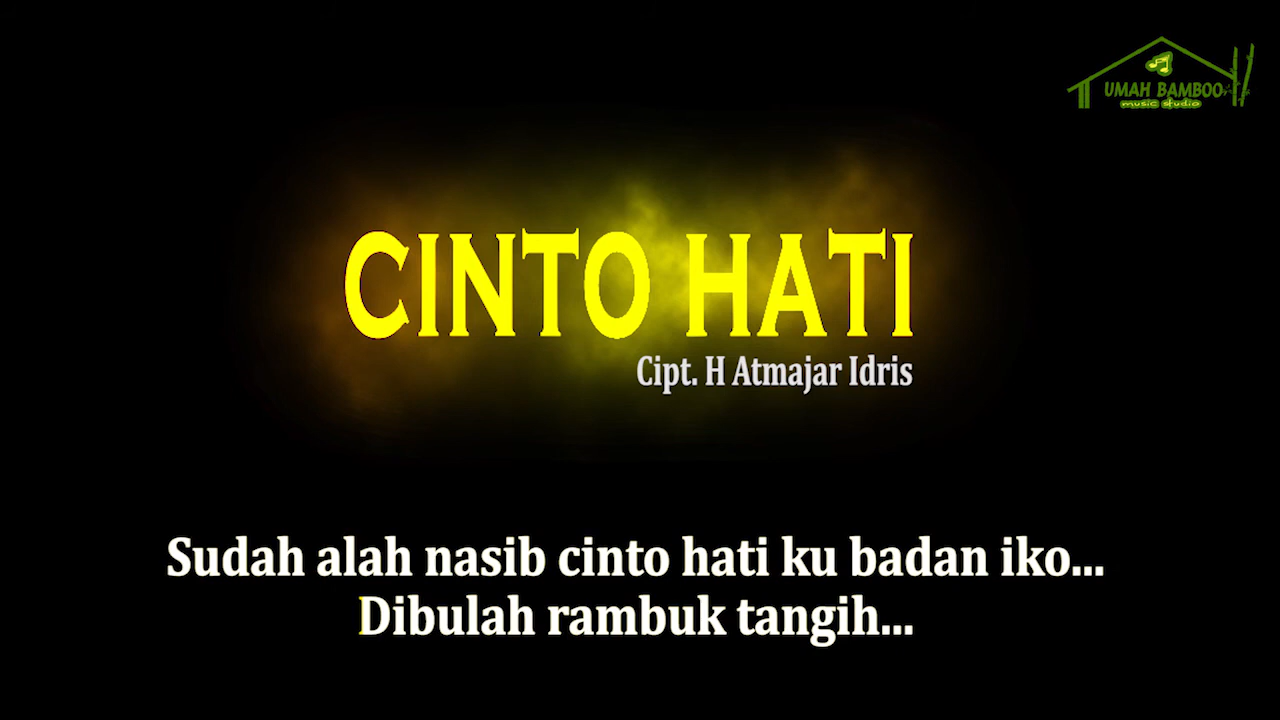 UMAH BAMBOO
music studio
CINTO HATI
Cipt. H Atmajar Idris
Sudah alah nasib cinto hati ku badan iko...
Dibulah rambuk tangih...